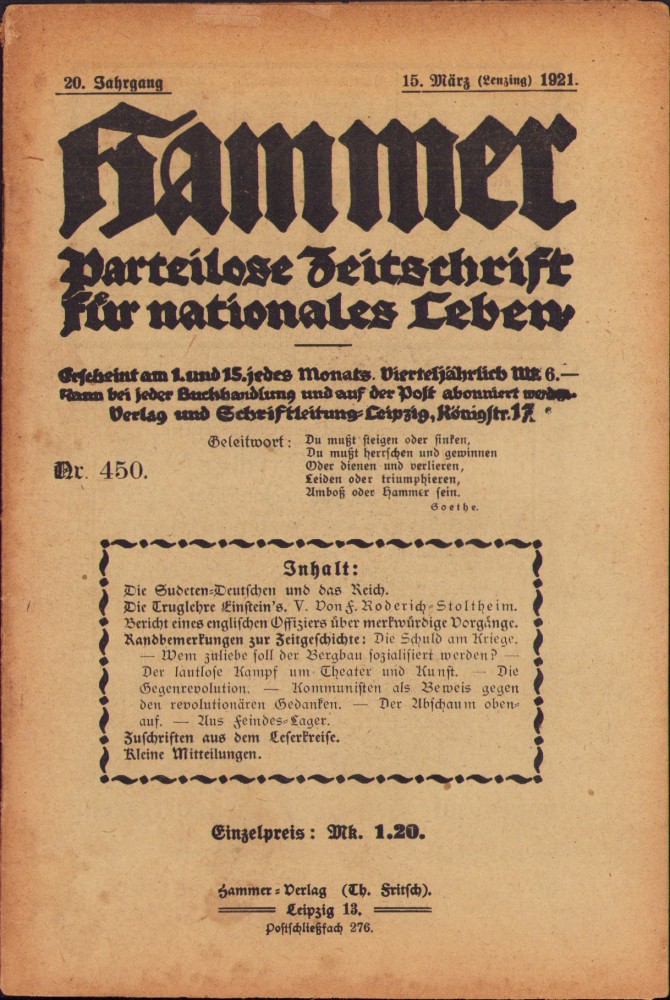 20. Jahrgang
15. März (Lenzing) 1921.
Hammer
Parteilose Zeitschrift
für nationales Leben
Erscheint am 1. und 15. jedes Monats. Vierteljährlich Mk. 6.—
Kann bei jeder Buchhandlung und auf der Post abonniert werden.
Verlag und Schriftleitung: Leipzig, Königstr. 17.
Geleitwort: Du mußt steigen oder sinken,
Du mußt herrschen und gewinnen
Oder dienen und verlieren,
Leiden oder triumphieren,
Amboß oder Hammer sein.
Goethe.
Nr. 450.
Inhalt:
Die Sudeten-Deutschen und das Reich.
Die Truglehre Einstein's. V. Von F. Roderich-Stoltheim.
Bericht eines englischen Offiziers über merkwürdige Vorgänge.
Randbemerkungen zur Zeitgeschichte: Die Schuld am Kriege.
— Wem zuliebe soll der Bergbau sozialisiert werden? —
Der lautlose Kampf um Theater und Kunst. — Die
Gegenrevolution. — Kommunisten als Beweis gegen
den revolutionären Gedanken. — Der Abschaum oben-
auf. — Aus Feindes-Lager.
Zuschriften aus dem Leserkreise.
Kleine Mitteilungen.
Einzelpreis: Mk. 1.20.
Hammer-Verlag (Th. Fritsch).
Leipzig 13.
Postschließfach 276.